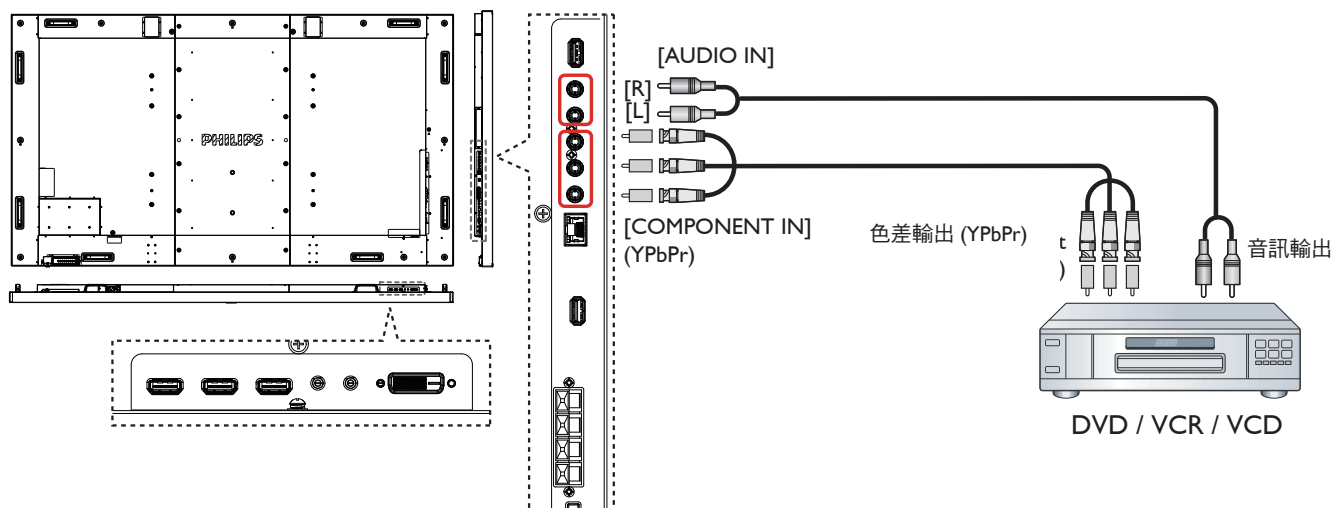 PHILIPS
[AUDIO IN]
[R]
[L]
[COMPONENT IN]
(YPbPr)
色差輸出 (YPbPr)
t
)
音訊輸出
DVD / VCR / VCD